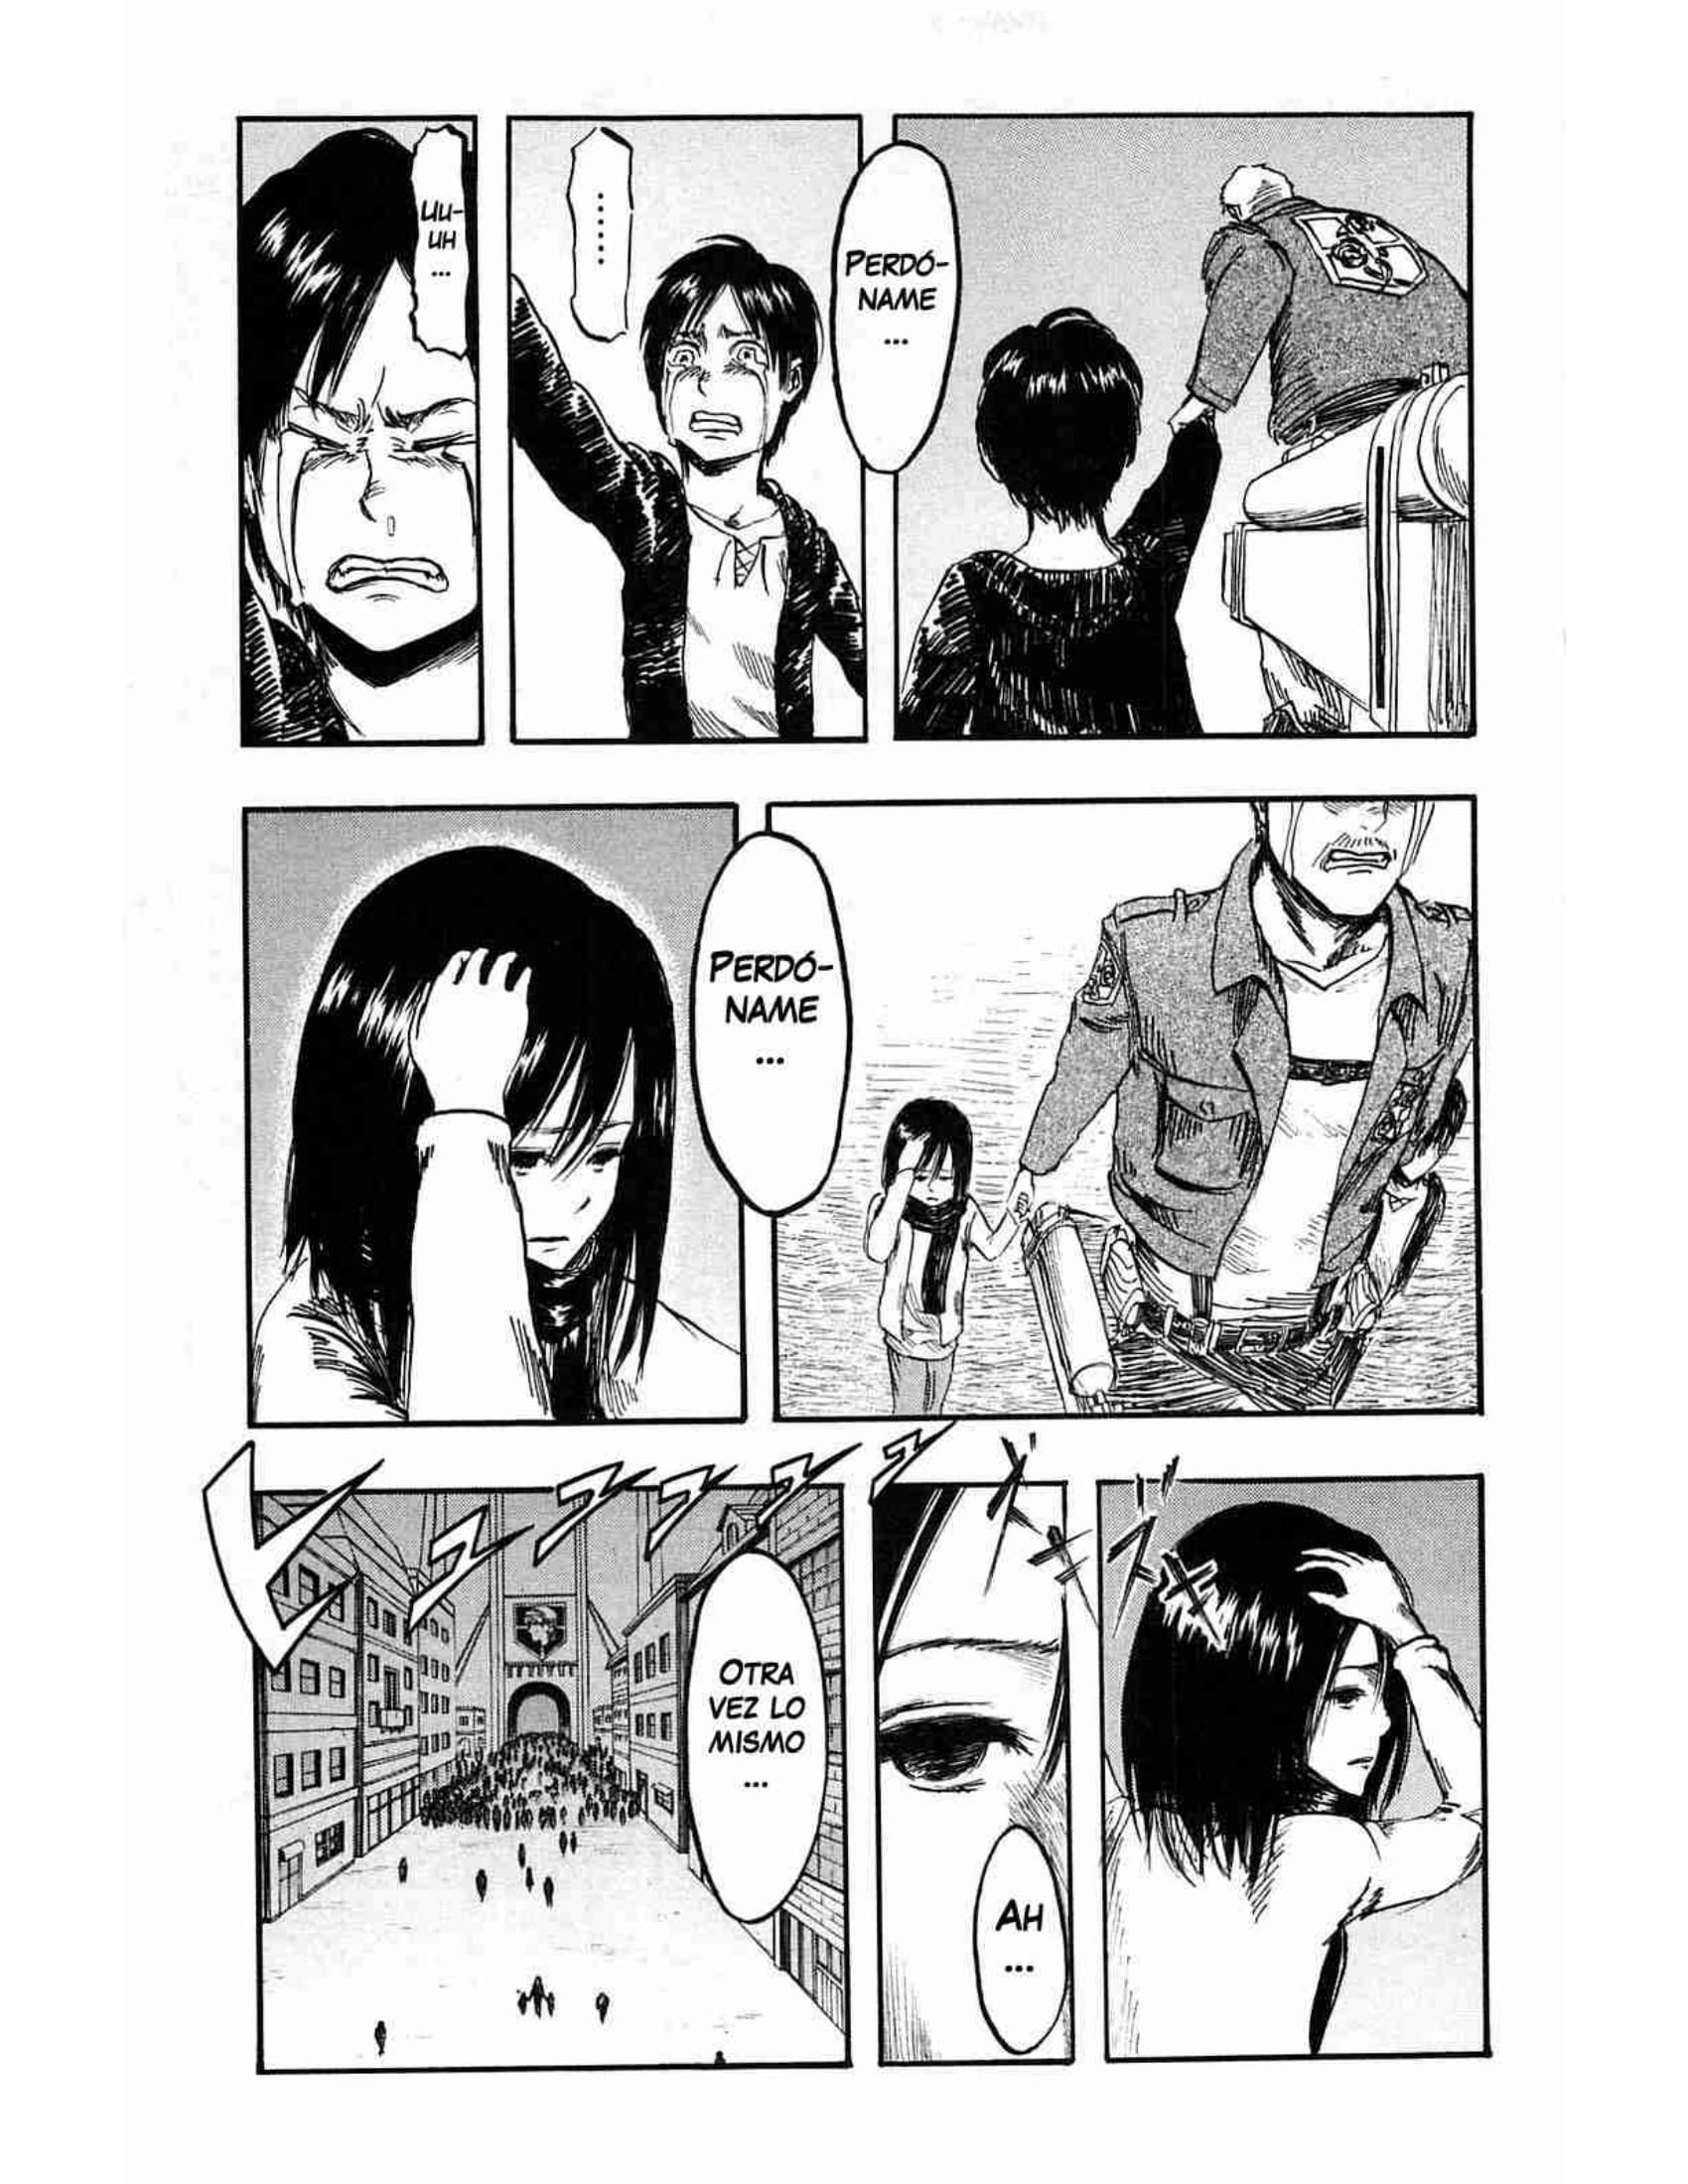 PERDÓ-
NAME
...
......
UU-
UH
...
PERDÓ-
NAME
...
AH
...
OTRA
VEZ LO
MISMO
...